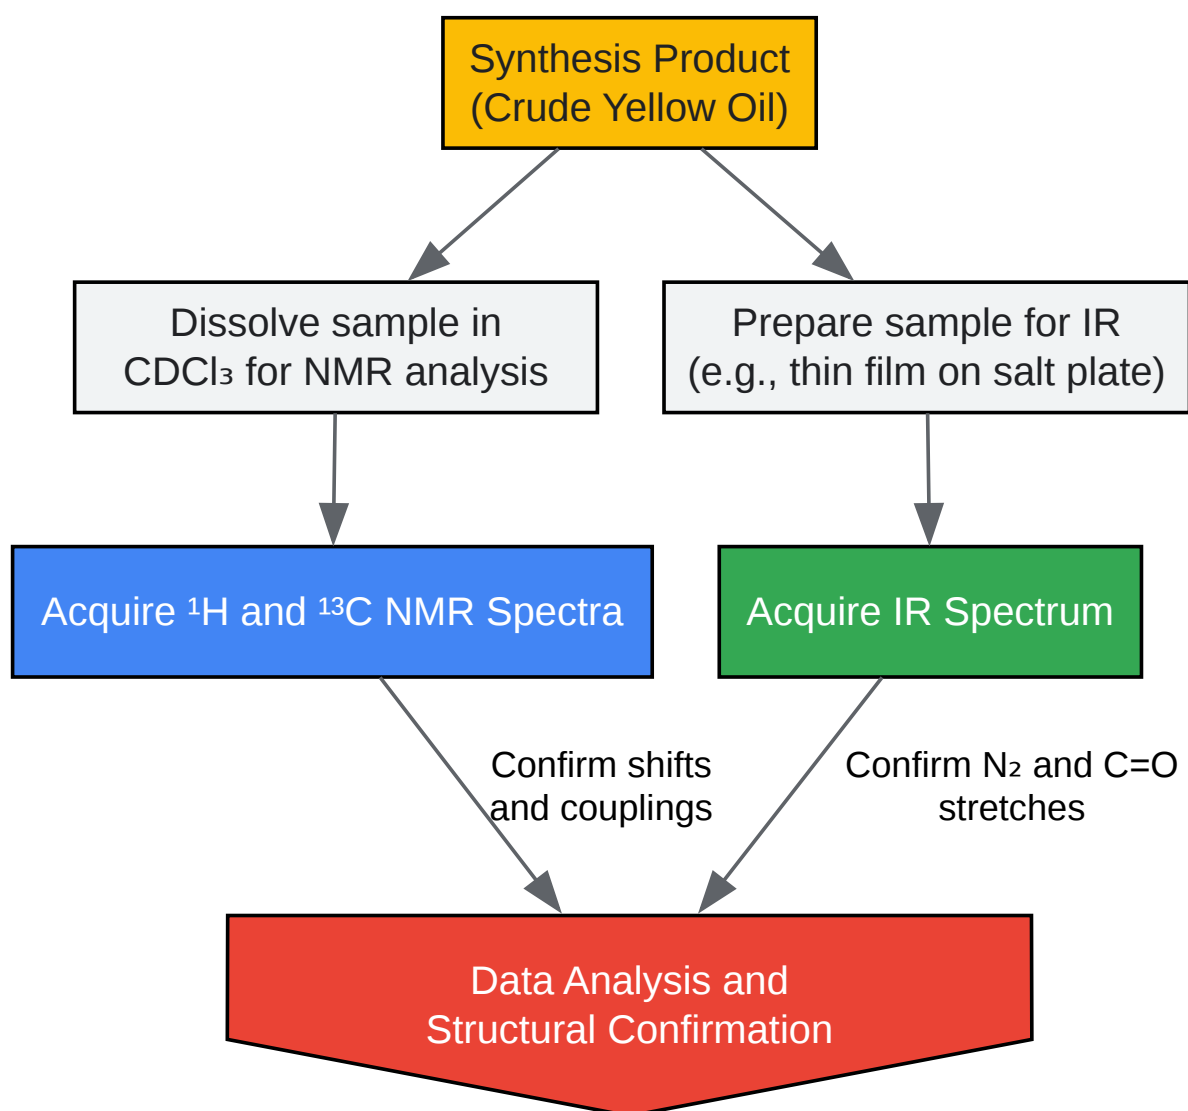 Synthesis Product
(Crude Yellow Oil)
Dissolve sample in
CDCl₃ for NMR analysis
Prepare sample for IR
(e.g., thin film on salt plate)
Acquire ¹H and ¹³C NMR Spectra
Acquire IR Spectrum
Confirm shifts
and couplings
Confirm N₂ and C=O
stretches
Data Analysis and
Structural Confirmation